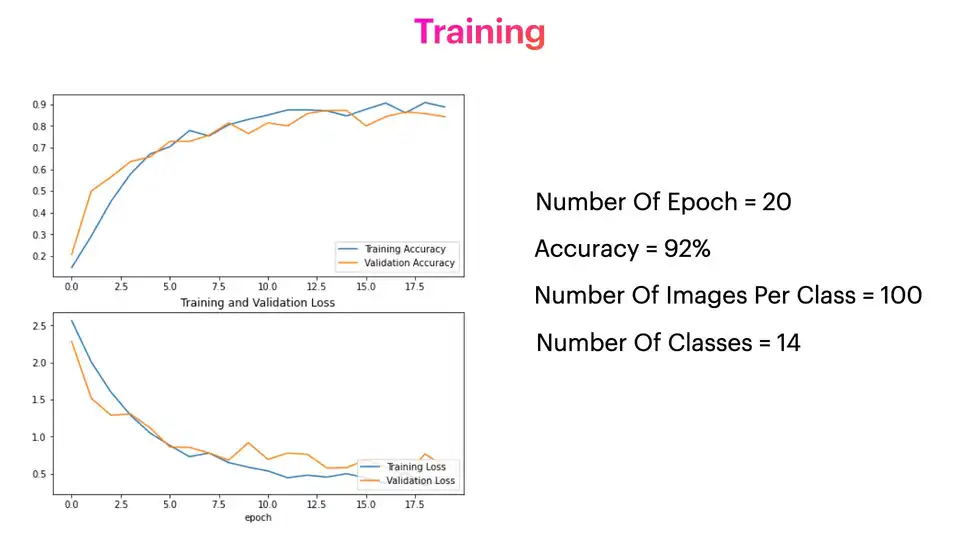 Training
0.9
0.8
0.7
0.6
0.5
0.4
0.3
0.2
Training Accuracy
Validation Accuracy
0.0 2.5 5.0 7.5 10.0 12.5 15.0 17.5
Training and Validation Loss
2.5
2.0
1.5
1.0
0.5
Training Loss
Validation Loss
0.0 2.5 5.0 7.5 10.0 12.5 15.0 17.5
epoch
Number Of Epoch = 20
Accuracy = 92%
Number Of Images Per Class = 100
Number Of Classes = 14